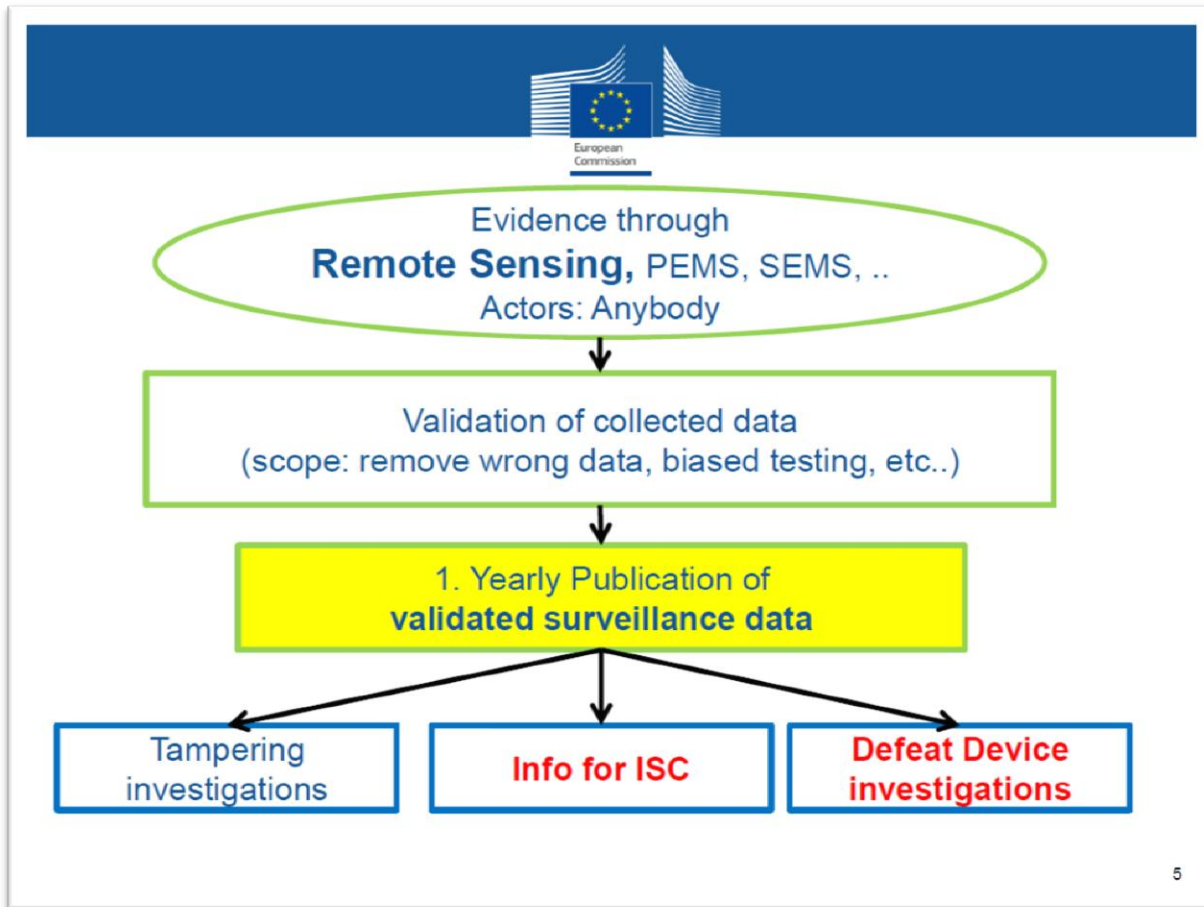 European
Commission
Evidence through
Remote Sensing, PEMS, SEMS, ..
Actors: Anybody
Validation of collected data
(scope: remove wrong data, biased testing, etc..)
1. Yearly Publication of
validated surveillance data
Tampering
investigations
Info for ISC
Defeat Device
investigations
5